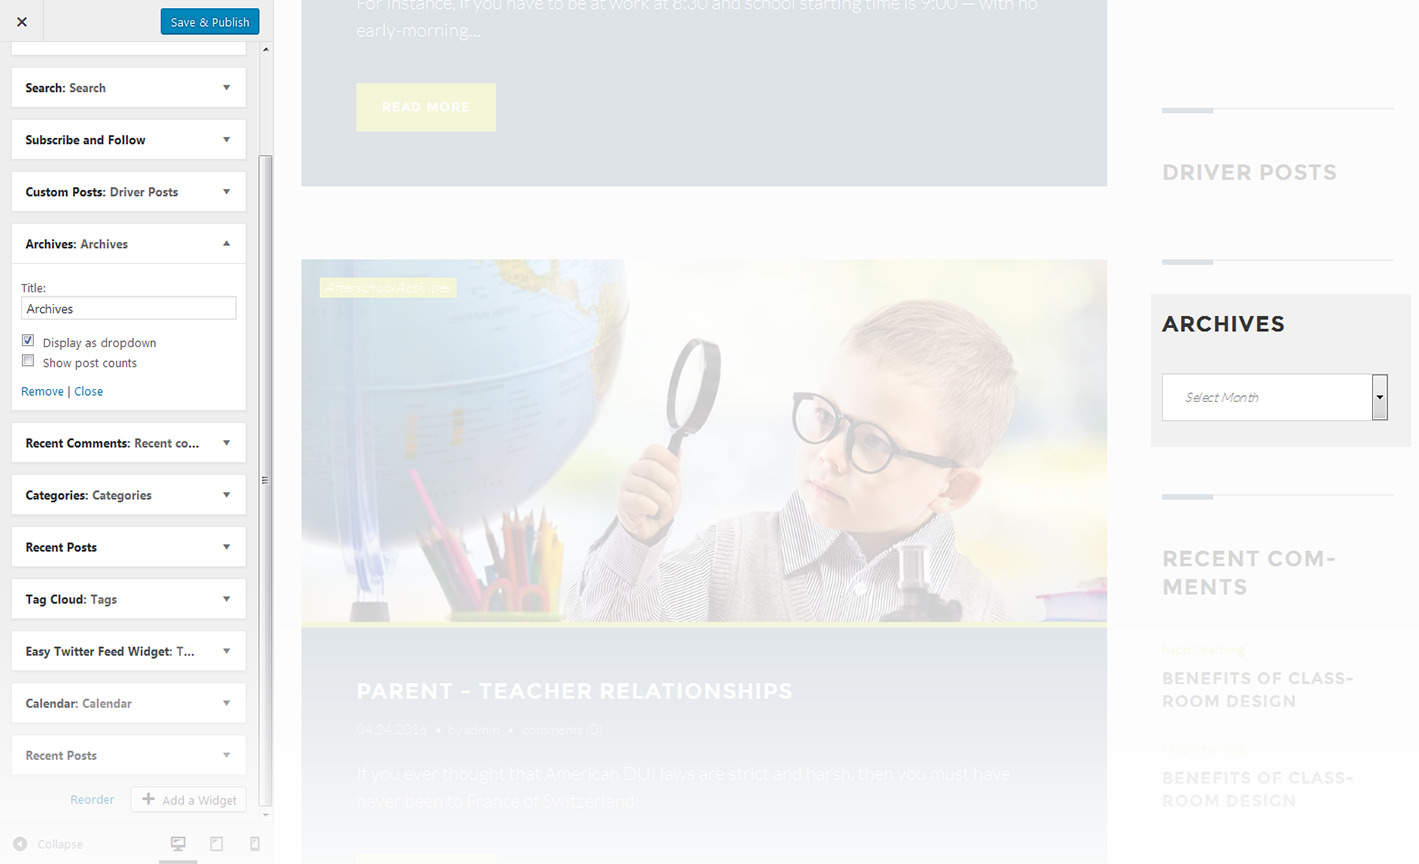 Save & Publish
Search: Search
Subscribe and Follow
Custom Posts: Driver Posts
Archives: Archives
Title:
Archives
Display as dropdown
Show post counts
Remove | Close
Recent Comments: Recent co...
Categories: Categories
Recent Posts
Tag Cloud: Tags
Easy Twitter Feed Widget: T...
Calendar: Calendar
Recent Posts
Reorder
Add a Widget
Collapse
For instance, if you have to be at work at 8:30 and school starting time is 9:00 — with no
early-morning...
READ MORE
Afterschool Activities
PARENT - TEACHER RELATIONSHIPS
04.24.2016 • by admin • comments (0)
If you ever thought that American DUI laws are strict and harsh, then you must have
never been to France of Switzerland!
DRIVER POSTS
ARCHIVES
Select Month
RECENT COM-
MENTS
happylearning
BENEFITS OF CLASS-
ROOM DESIGN
BENEFITS OF CLASS-
ROOM DESIGN